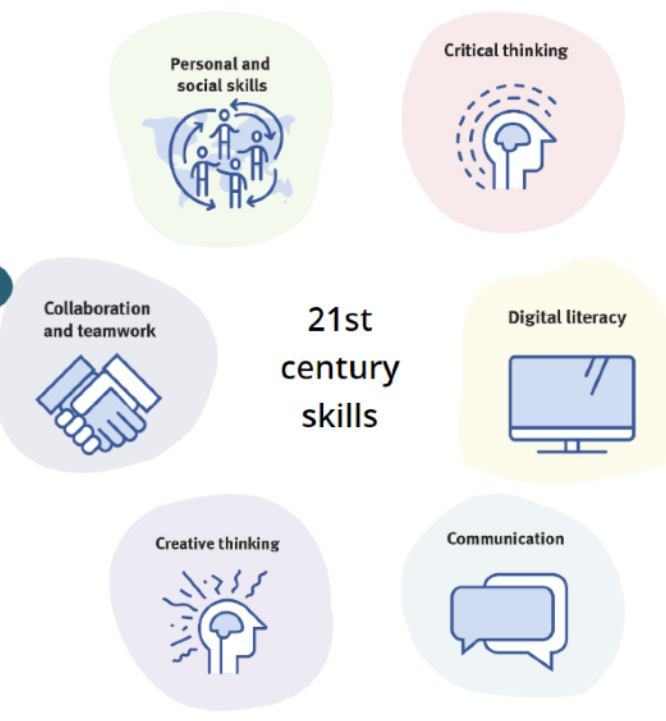 Personal and
social skills
Critical thinking
Collaboration
and teamwork
21st
century
skills
Digital literacy
Creative thinking
Communication